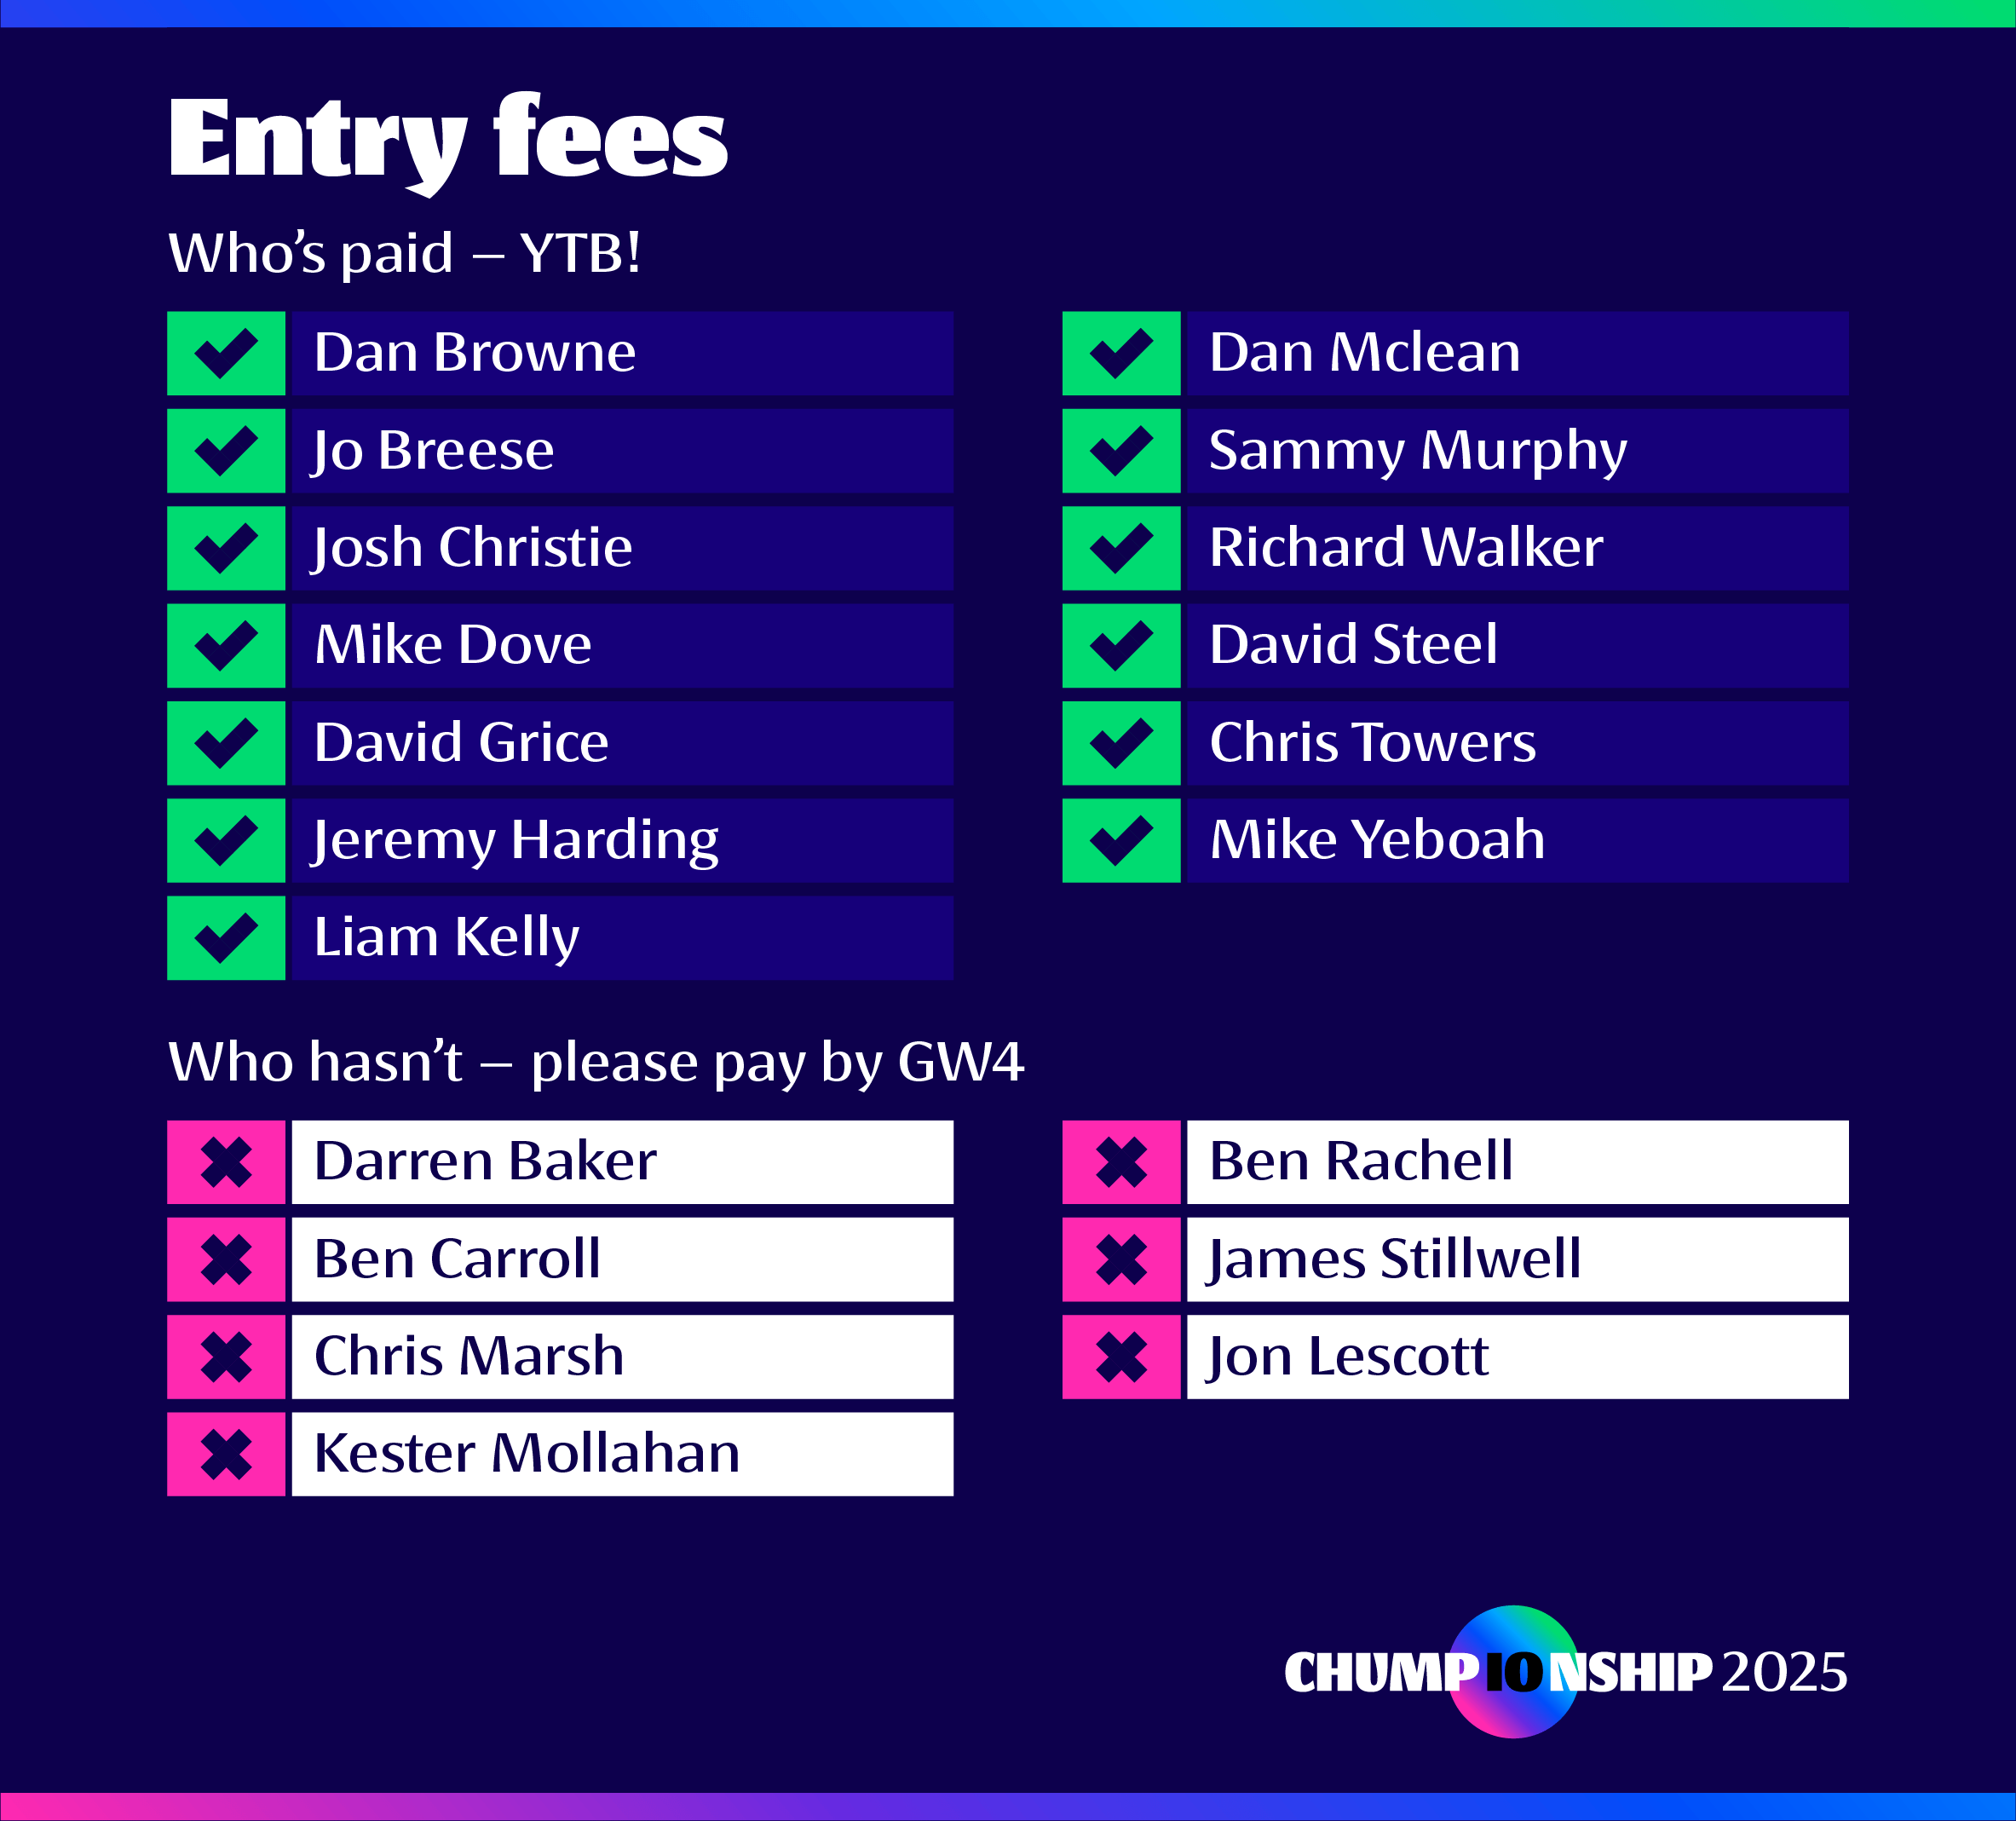 Entry fees
Who’s paid – YTB!
Dan Browne
Jo Breese
Josh Christie
Mike Dove
David Grice
Jeremy Harding
Liam Kelly
Dan Mclean
Sammy Murphy
Richard Walker
David Steel
Chris Towers
Mike Yeboah
Who hasn’t – please pay by GW4
Darren Baker
Ben Carroll
Chris Marsh
Kester Mollahan
Ben Rachell
James Stillwell
Jon Lescott
CHUMPIONSHIP 2025